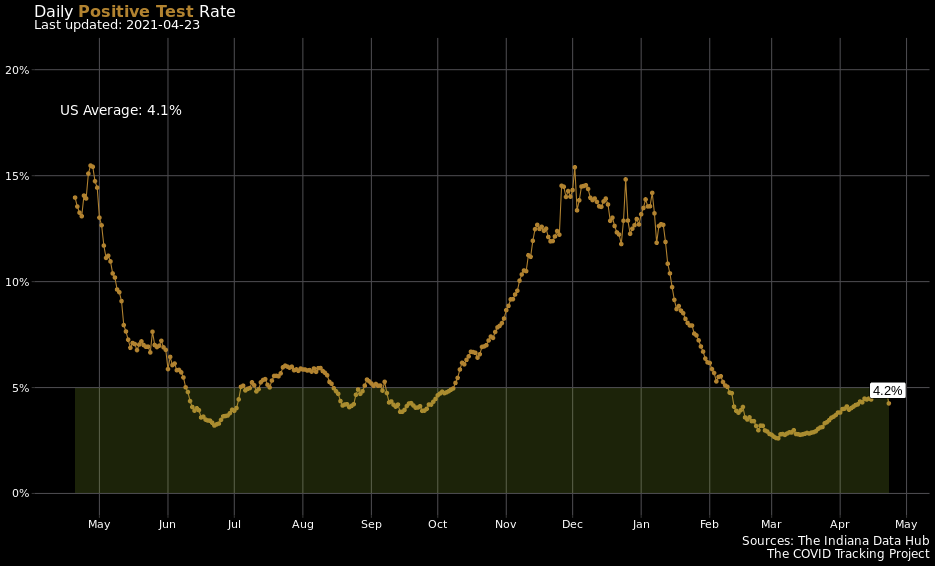 Daily Positive Test Rate
Last updated: 2021-04-23
20%
US Average: 4.1%
15%
10%
5%
4.2%
0%
May Jun Jul Aug Sep Oct Nov Dec Jan Feb Mar Apr May
Sources: The Indiana Data Hub
The COVID Tracking Project